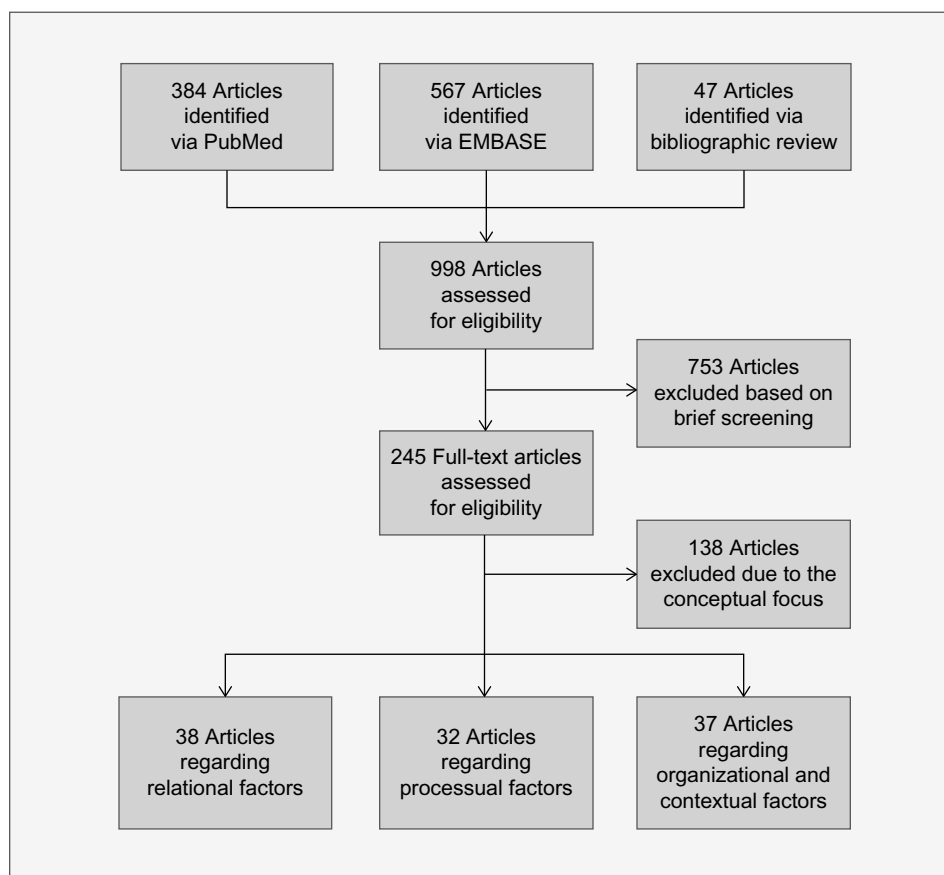 384 Articles
identified
via PubMed
567 Articles
identified
via EMBASE
47 Articles
identified via
bibliographic review
998 Articles
assessed
for eligibility
753 Articles
excluded based on
brief screening
245 Full-text articles
assessed
for eligibility
138 Articles
excluded due to the
conceptual focus
38 Articles
regarding
relational factors
32 Articles
regarding
processual factors
37 Articles
regarding
organizational and
contextual factors